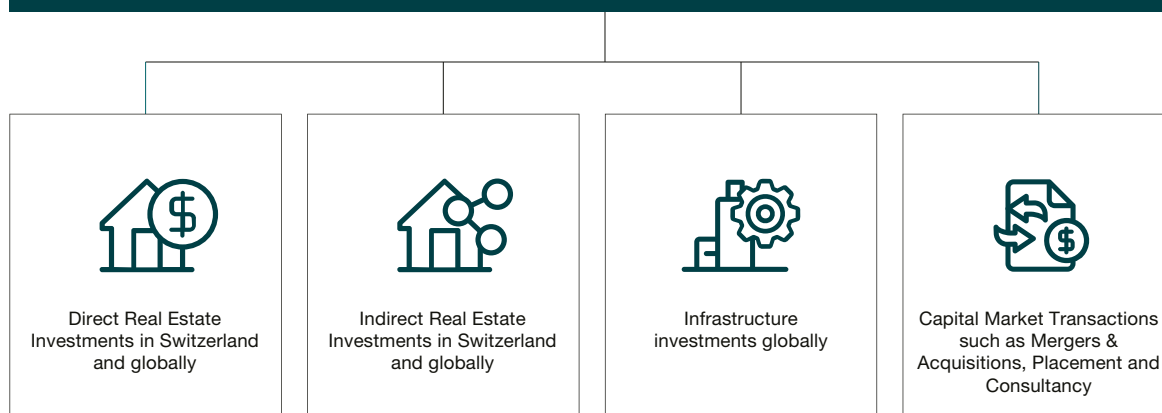 Direct Real Estate
Investments in Switzerland
and globally
Indirect Real Estate
Investments in Switzerland
and globally
Infrastructure
investments globally
Capital Market Transactions
such as Mergers &
Acquisitions, Placement and
Consultancy